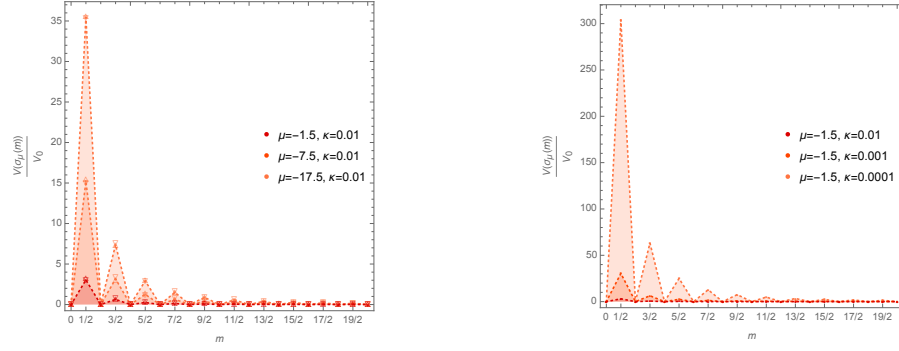 35
30
25
20
15
10
5
0
V(σμ(m))
V0
μ=-1.5, κ=0.01
μ=-7.5, κ=0.01
μ=-17.5, κ=0.01
0 1/2 3/2 5/2 7/2 9/2 11/2 13/2 15/2 17/2 19/2
m
300
250
200
150
100
50
0
V(σμ(m))
V0
μ=-1.5, κ=0.01
μ=-1.5, κ=0.001
μ=-1.5, κ=0.0001
0 1/2 3/2 5/2 7/2 9/2 11/2 13/2 15/2 17/2 19/2
m